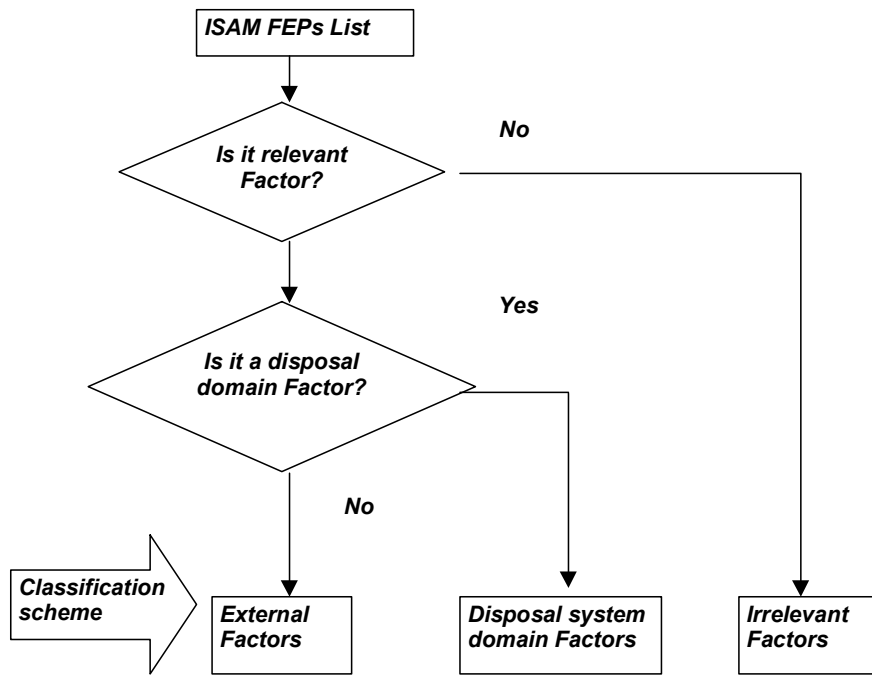 ISAM FEPs List
No
Is it relevant
Factor?
Yes
Is it a disposal
domain Factor?
No
Classification
scheme
External
Factors
Disposal system
domain Factors
Irrelevant
Factors